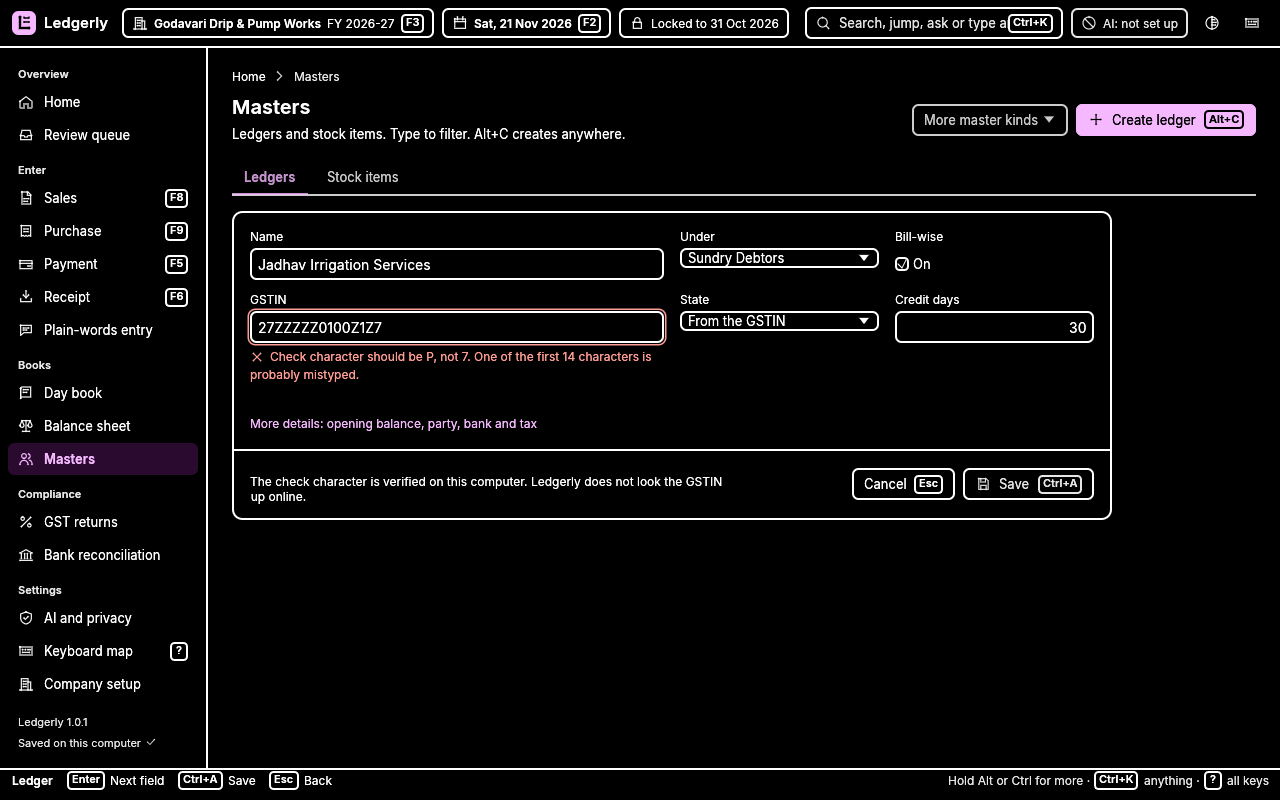 Ledgerly
Godavari Drip & Pump Works FY 2026-27 F3
Sat, 21 Nov 2026 F2
Locked to 31 Oct 2026
Search, jump, ask or type a Ctrl+K
AI: not set up
Overview
Home
Review queue
Enter
Sales F8
Purchase F9
Payment F5
Receipt F6
Plain-words entry
Books
Day book
Balance sheet
Masters
Compliance
GST returns
Bank reconciliation
Settings
AI and privacy
Keyboard map ?
Company setup
Ledgerly 1.0.1
Saved on this computer
Home Masters
Masters
Ledgers and stock items. Type to filter. Alt+C creates anywhere.
More master kinds
Create ledger Alt+C
Ledgers Stock items
Name
Jadhav Irrigation Services
Under
Sundry Debtors
Bill-wise
On
GSTIN
27ZZZZZ0100Z1Z7
Check character should be P, not 7. One of the first 14 characters is
probably mistyped.
State
From the GSTIN
Credit days
30
More details: opening balance, party, bank and tax
The check character is verified on this computer. Ledgerly does not look the GSTIN
up online.
Cancel Esc
Save Ctrl+A
Ledger Enter Next field Ctrl+A Save Esc Back
Hold Alt or Ctrl for more · Ctrl+K anything · ? all keys